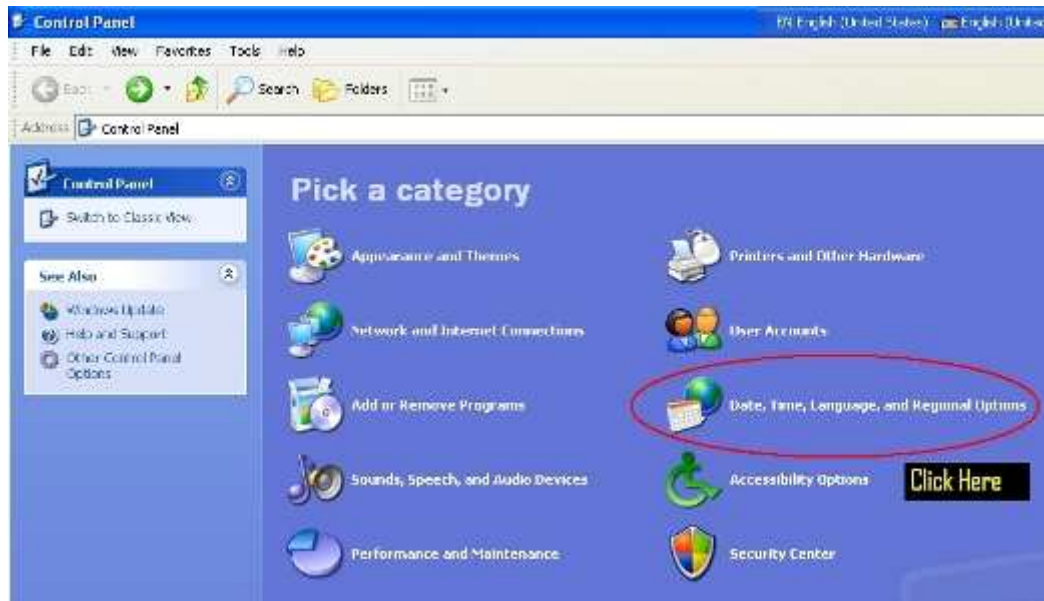 Control Panel
EN English (United States) English (United
File Edit View Favorites Tools Help
Back Search Folders
Address Control Panel
Control Panel
Switch to Classic View
See Also
Windows Update
Help and Support
Other Control Panel
Options
Pick a category
Appearance and Themes
Printers and Other Hardware
Network and Internet Connections
User Accounts
Add or Remove Programs
Date, Time, Language, and Regional Options
Sounds, Speech, and Audio Devices
Accessibility Options
Click Here
Performance and Maintenance
Security Center